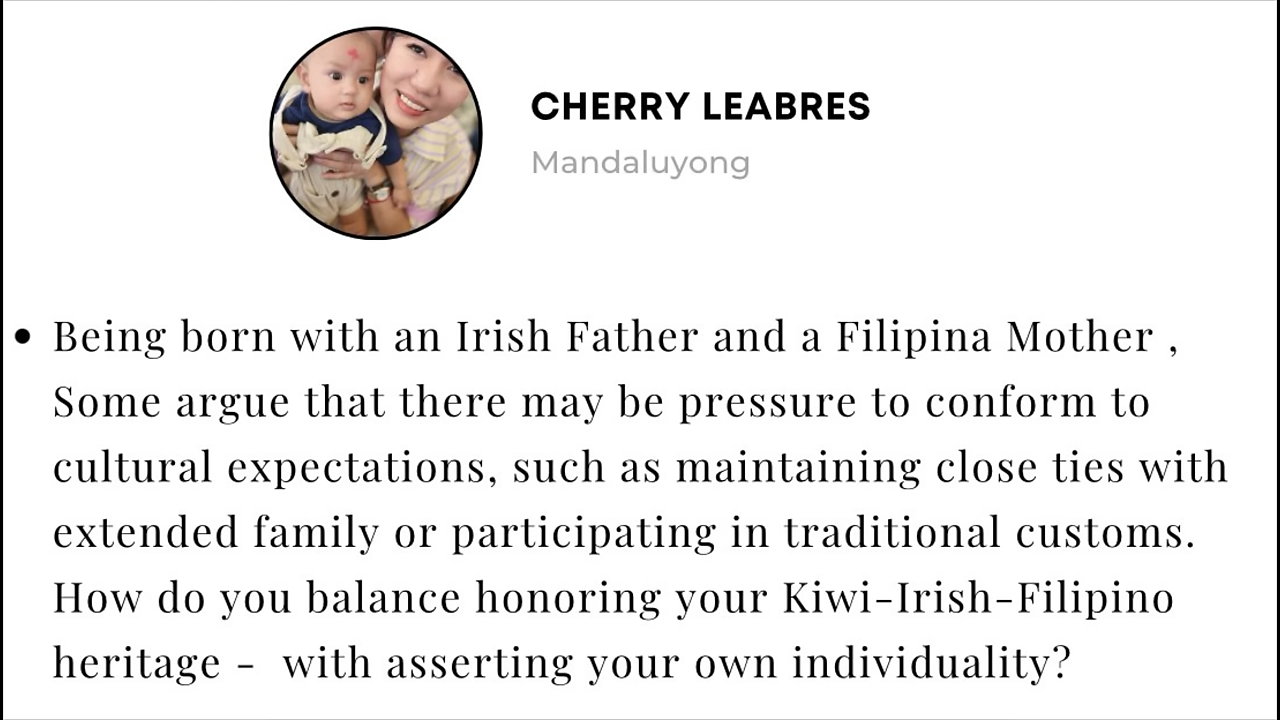 CHERRY LEABRES
Mandaluyong
• Being born with an Irish Father and a Filipina Mother ,
Some argue that there may be pressure to conform to
cultural expectations, such as maintaining close ties with
extended family or participating in traditional customs.
How do you balance honoring your Kiwi-Irish-Filipino
heritage -  with asserting your own individuality?